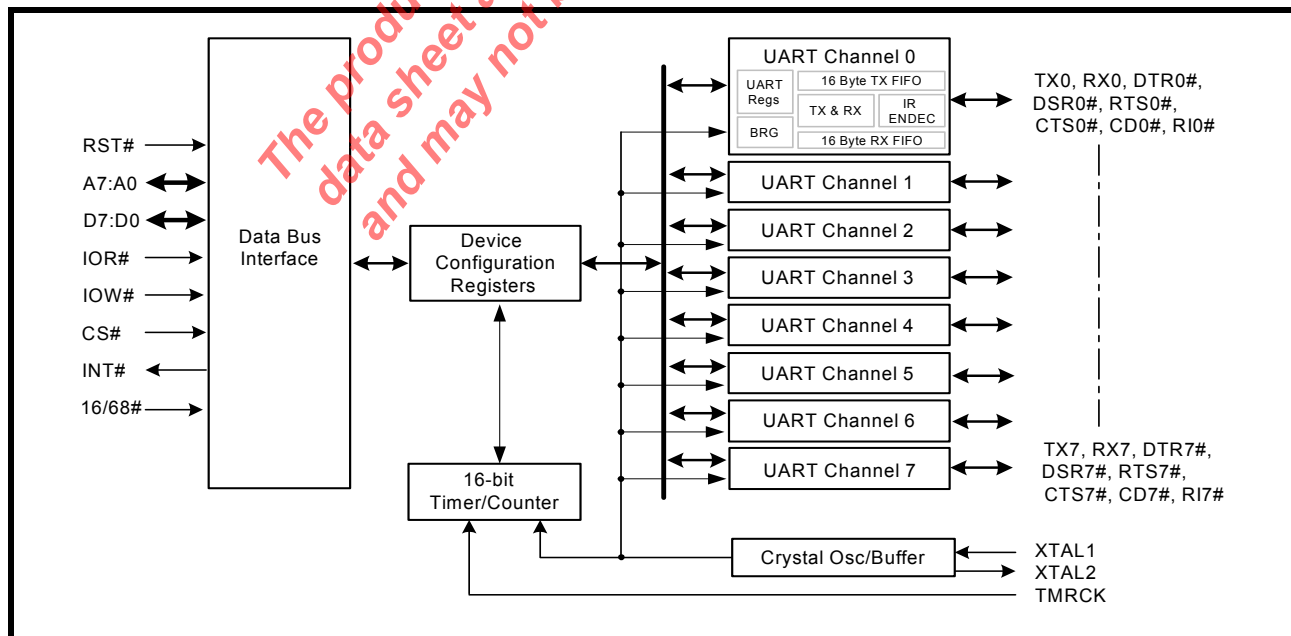 The produ
data sheet a
and may not
RST#
A7:A0
D7:D0
IOR#
IOW#
CS#
INT#
16/68#
Data Bus
Interface
Device
Configuration
Registers
16-bit
Timer/Counter
UART Channel 0
UART
Regs
BRG
16 Byte TX FIFO
TX & RX
IR
ENDEC
16 Byte RX FIFO
UART Channel 1
UART Channel 2
UART Channel 3
UART Channel 4
UART Channel 5
UART Channel 6
UART Channel 7
Crystal Osc/Buffer
TX0, RX0, DTR0#,
DSR0#, RTS0#,
CTS0#, CD0#, RI0#
TX7, RX7, DTR7#,
DSR7#, RTS7#,
CTS7#, CD7#, RI7#
XTAL1
XTAL2
TMRCK